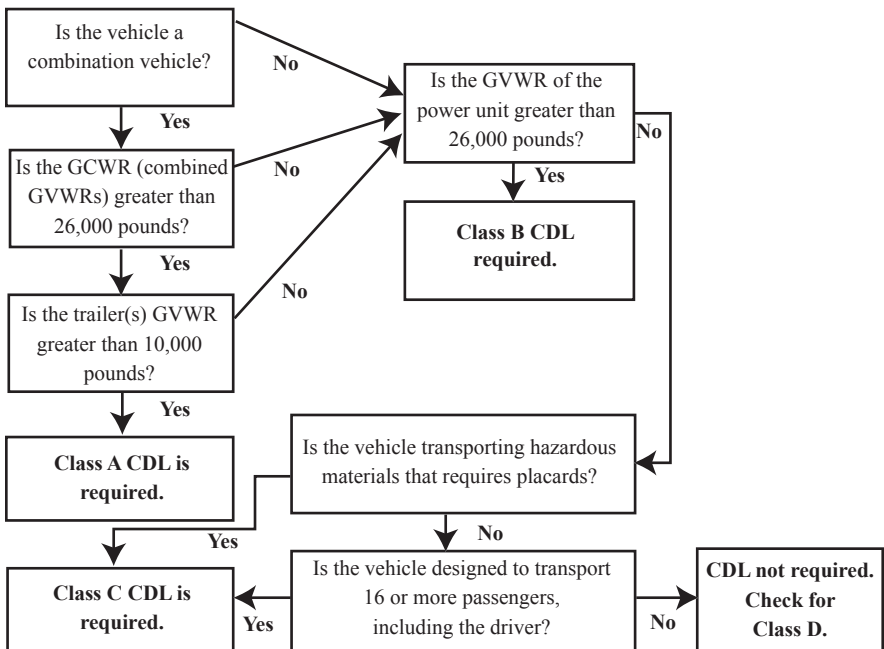 Is the vehicle a
combination vehicle?
No
Yes
Is the GCWR (combined
GVWRs) greater than
26,000 pounds?
No
Yes
Is the trailer(s) GVWR
greater than 10,000
pounds?
No
Yes
Class A CDL is
required.
Is the GVWR of the
power unit greater than
26,000 pounds?
No
Yes
Class B CDL
required.
Is the vehicle transporting hazardous
materials that requires placards?
Yes
No
Class C CDL is
required.
Is the vehicle designed to transport
16 or more passengers,
including the driver?
Yes
No
CDL not required.
Check for
Class D.